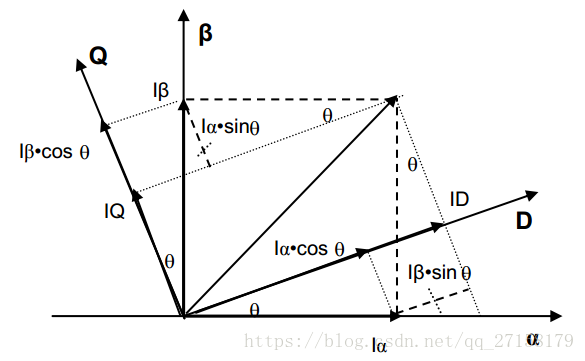 β
Q
Iβ
Iα•sinθ
θ
Iβ•cos θ
θ
IQ
ID
D
Iα•cos θ
θ
Iβ•sin θ
θ
α
Iα